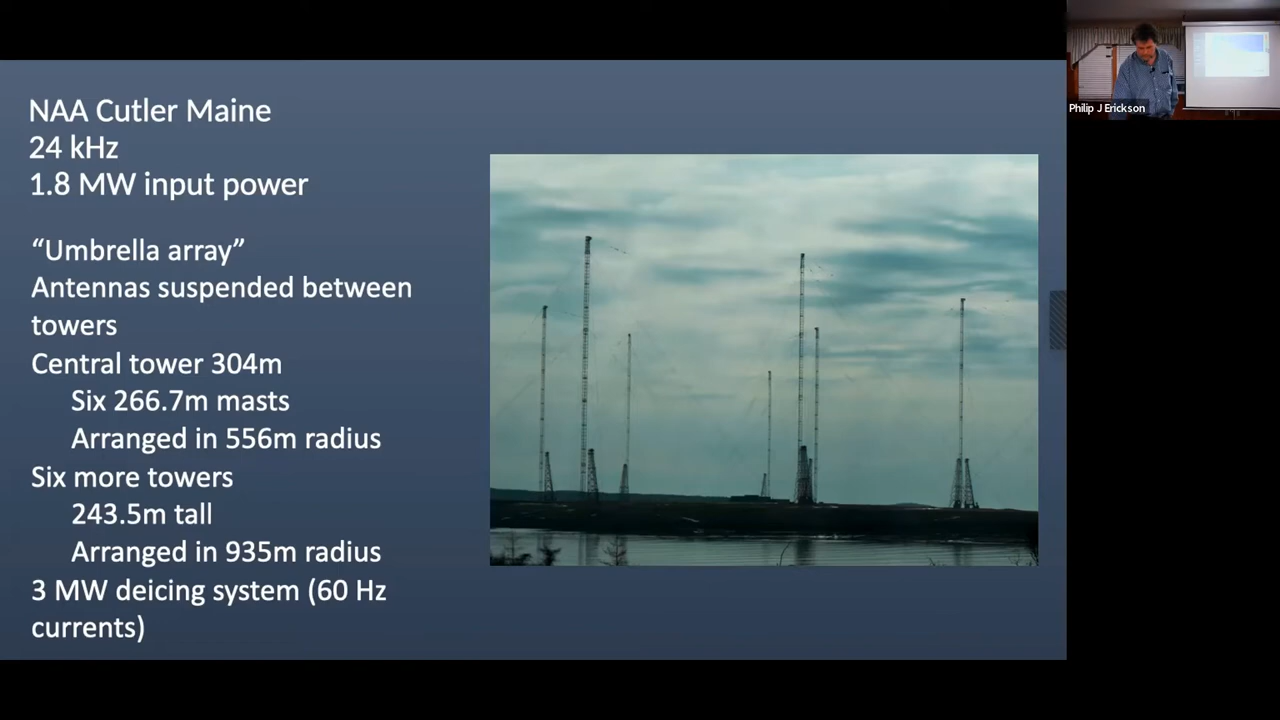 NAA Cutler Maine
24 kHz
1.8 MW input power
“Umbrella array”
Antennas suspended between
towers
Central tower 304m
Six 266.7m masts
Arranged in 556m radius
Six more towers
243.5m tall
Arranged in 935m radius
3 MW deicing system (60 Hz
currents)
Philip J Erickson